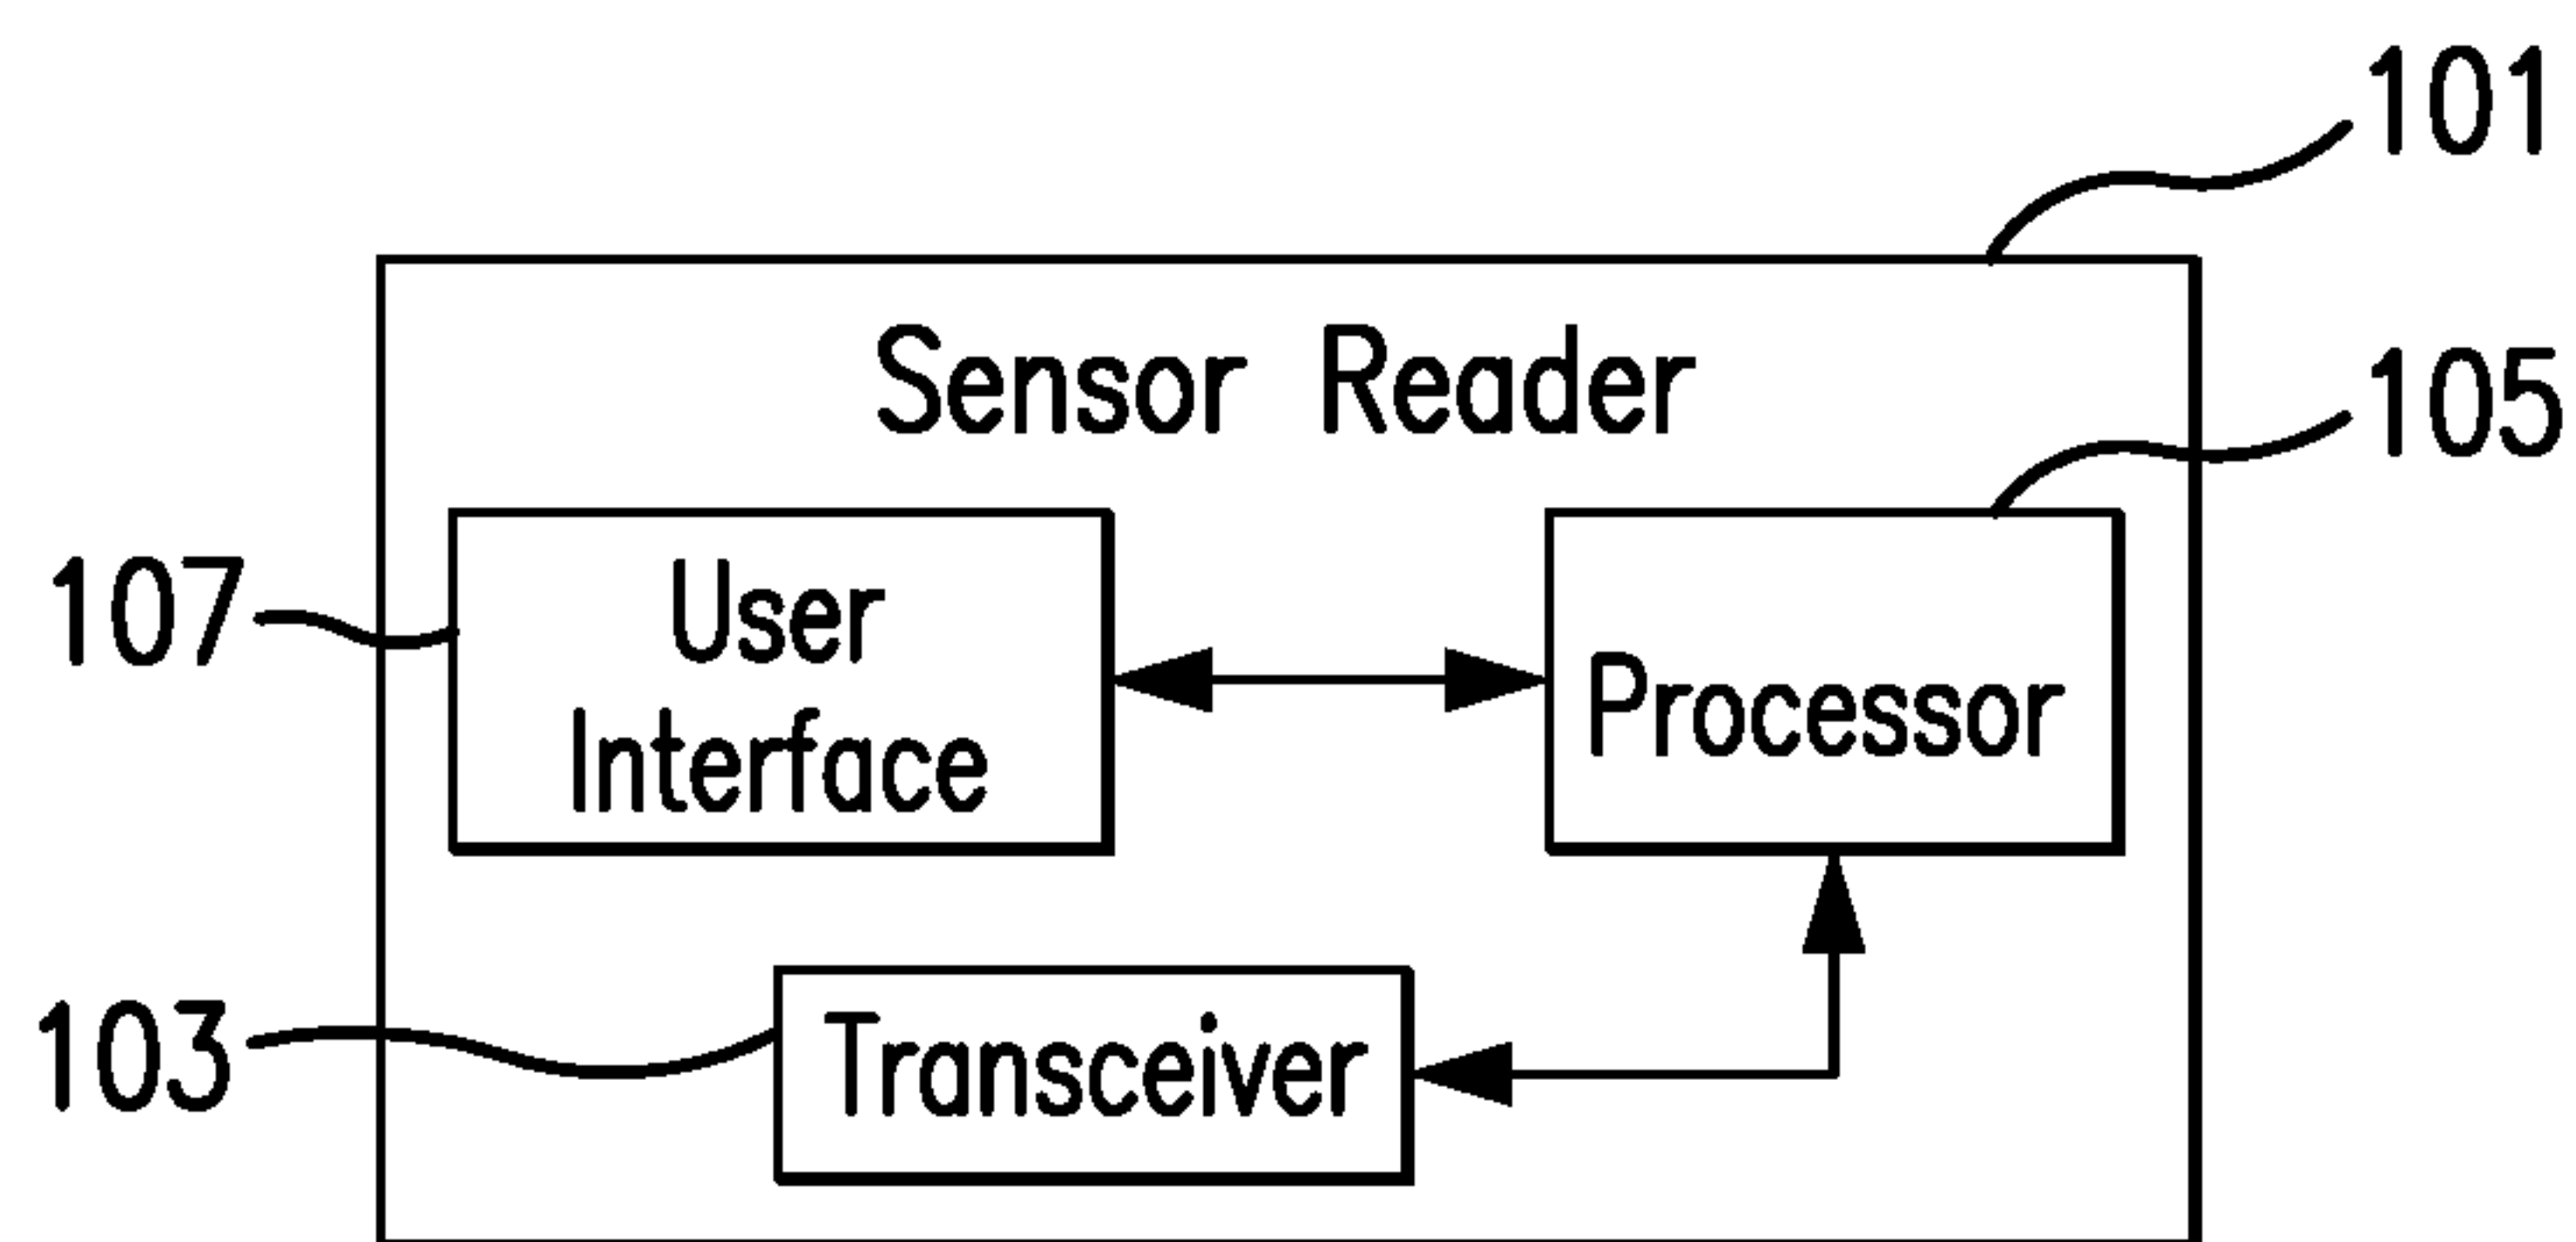 101
Sensor Reader
105
107
User
Interface
Processor
103
Transceiver